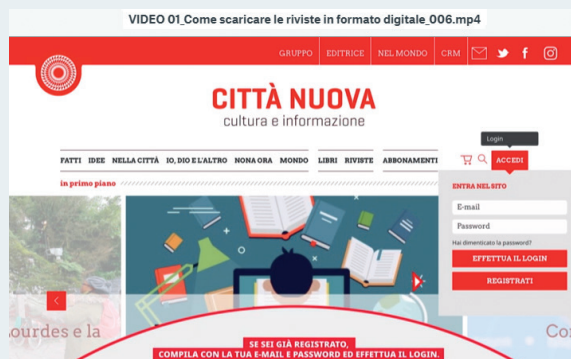 VIDEO 01_Come scaricare le riviste in formato digitale_006.mp4
GRUPPO EDITRICE NEL MONDO CRM
CITTÀ NUOVA
cultura e informazione
Login
FATTI IDEE NELLA CITTÀ IO, DIO E L'ALTRO NONA ORA MONDO LIBRI RIVISTE ABBONAMENTI ACCEDI
in primo piano
ENTRA NEL SITO
E-mail
Password
Hai dimenticato la password?
EFFETTUA IL LOGIN
REGISTRATI
ourdes e la
Co
SE SEI GIÀ REGISTRATO,
COMPILA CON LA TUA E-MAIL E PASSWORD ED EFFETTUA IL LOGIN.